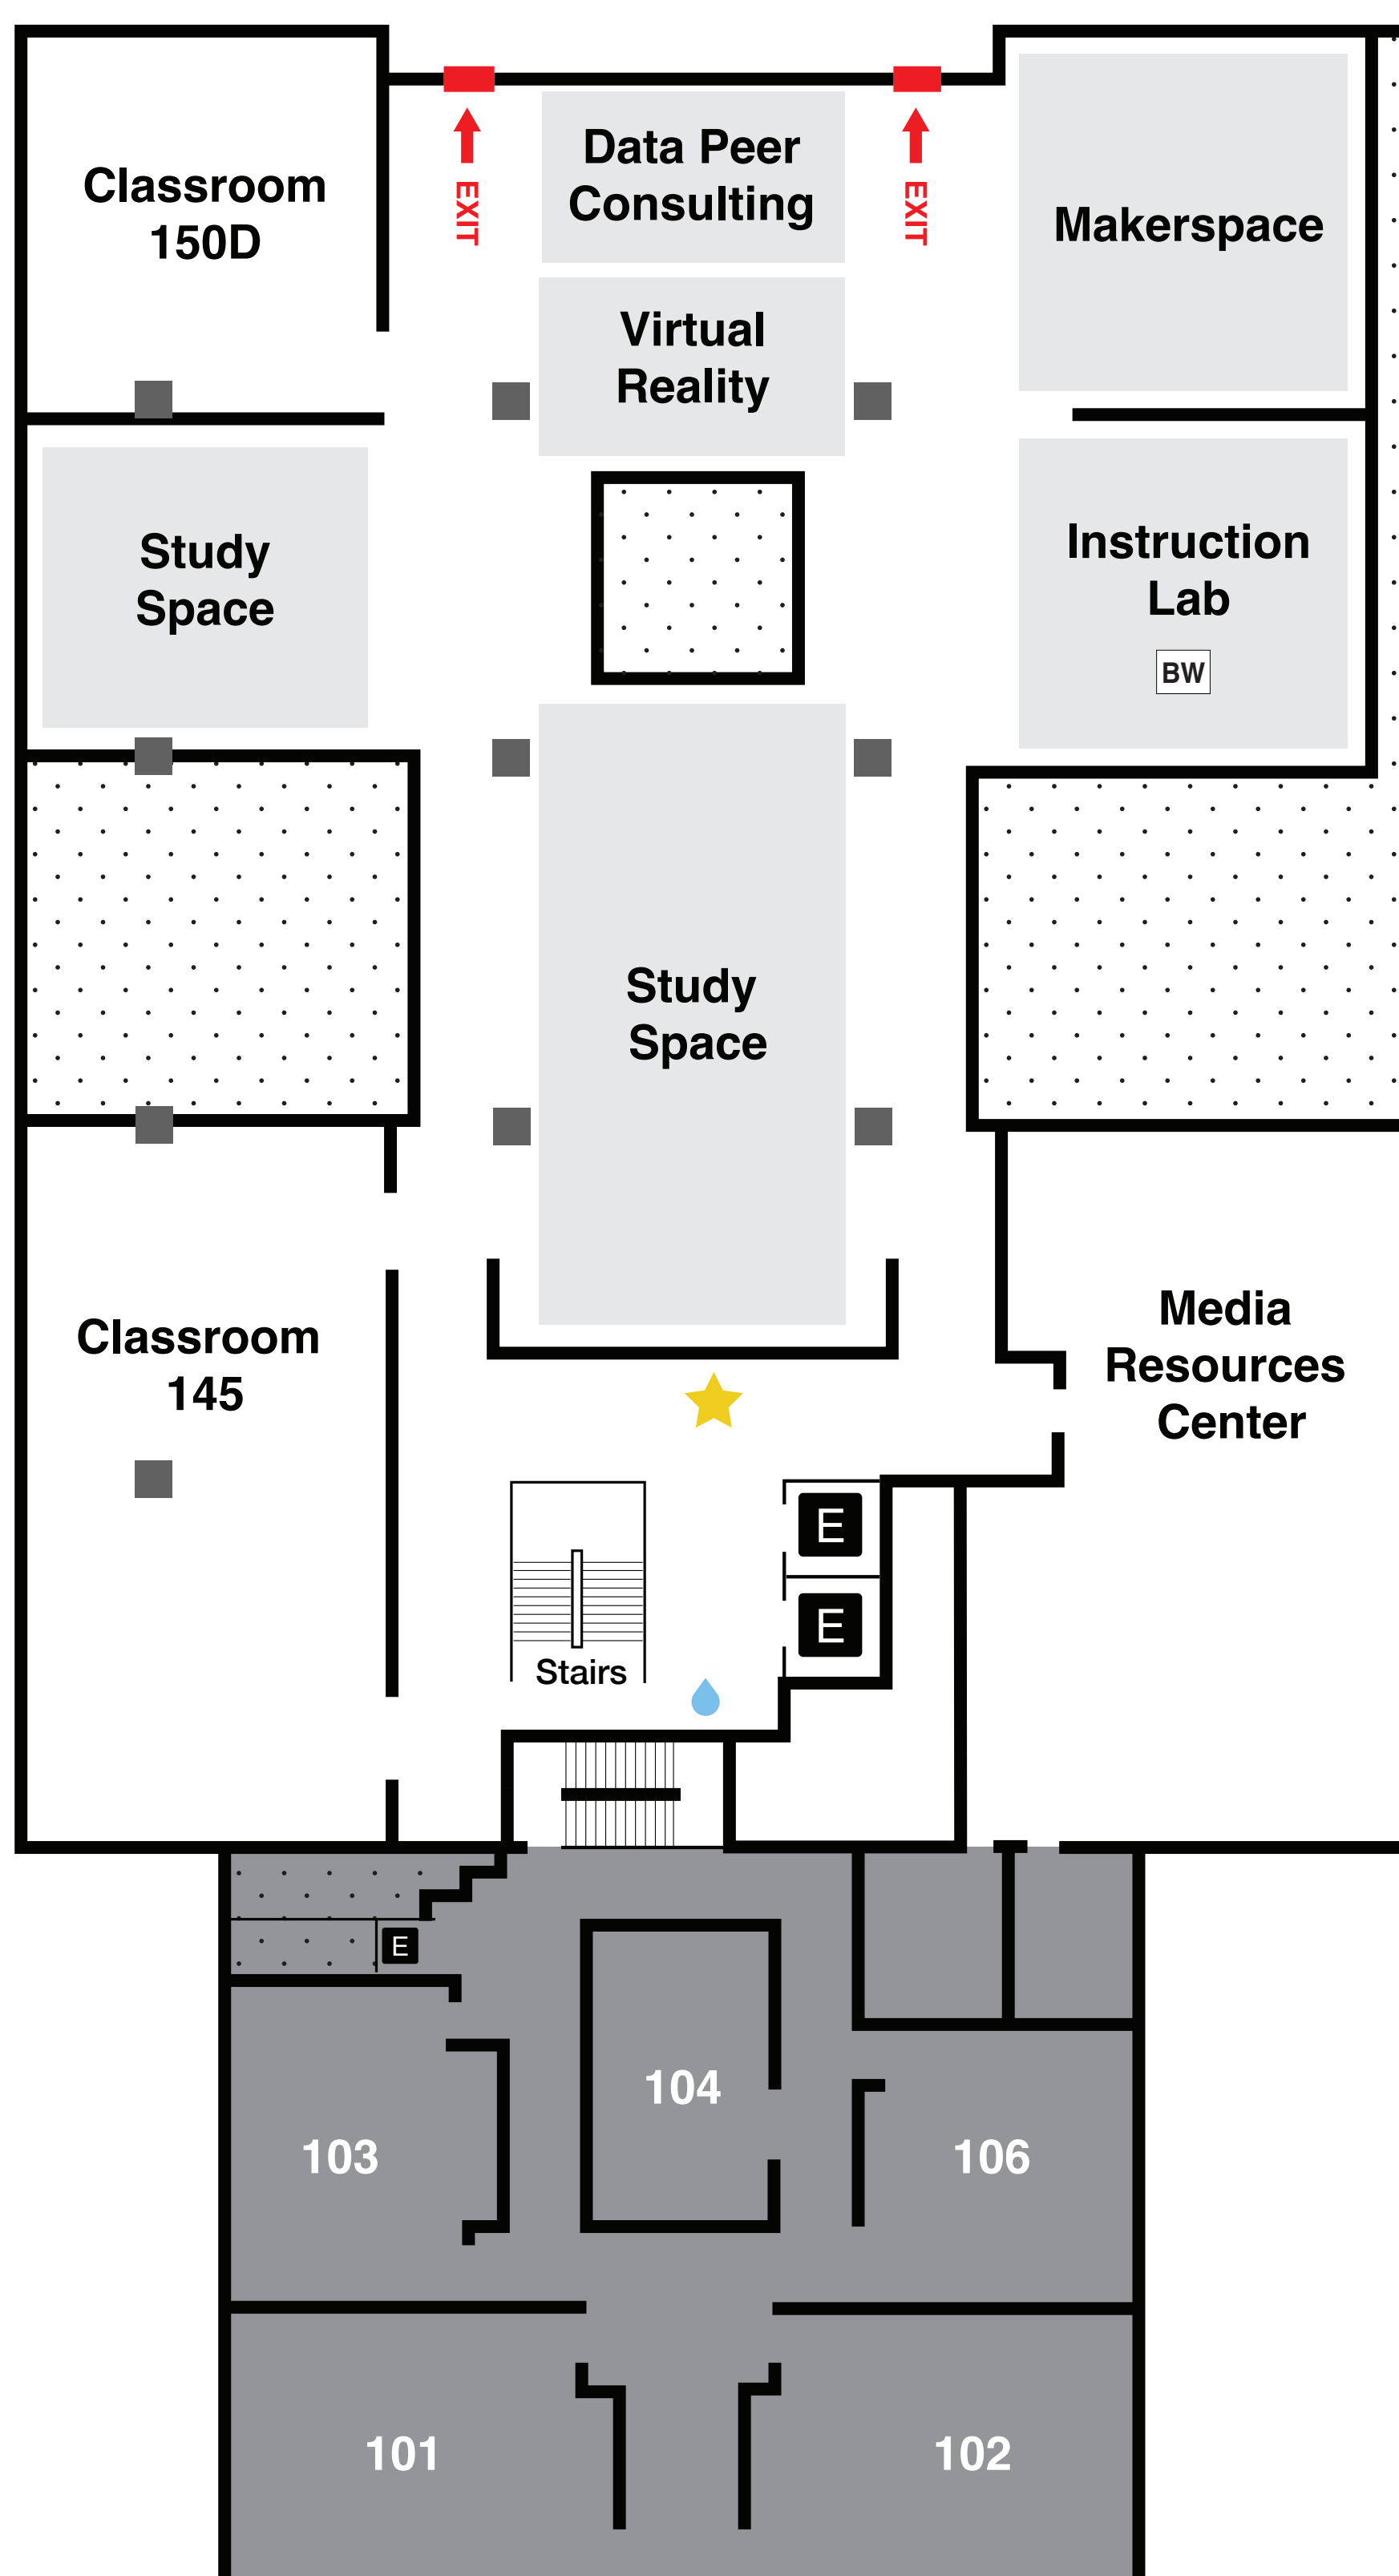 Classroom
150D
EXIT
Data Peer
Consulting
EXIT
Makerspace
Virtual
Reality
Study
Space
Instruction
Lab
BW
Study
Space
Classroom
145
Media
Resources
Center
E
E
Stairs
E
104
103
106
101
102